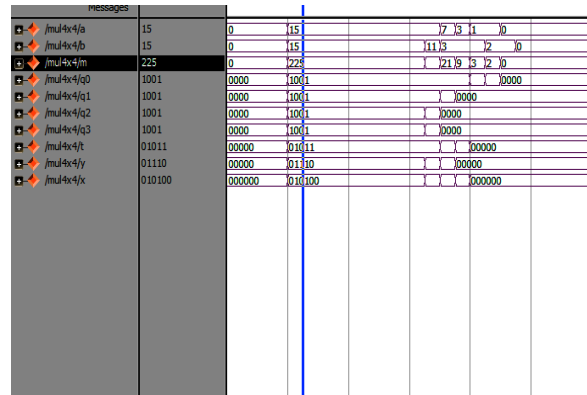 Messages
/mul4x4/a 15 0 15 7 3 1 0
/mul4x4/b 15 0 15 11 3 2 0
/mul4x4/m 225 0 225 21 9 3 2 0
/mul4x4/q0 1001 0000 1001 0000
/mul4x4/q1 1001 0000 1001 0000
/mul4x4/q2 1001 0000 1001 0000
/mul4x4/q3 1001 0000 1001 0000
/mul4x4/t 01011 00000 01011 00000
/mul4x4/y 01110 00000 01110 00000
/mul4x4/x 010100 000000 010100 000000